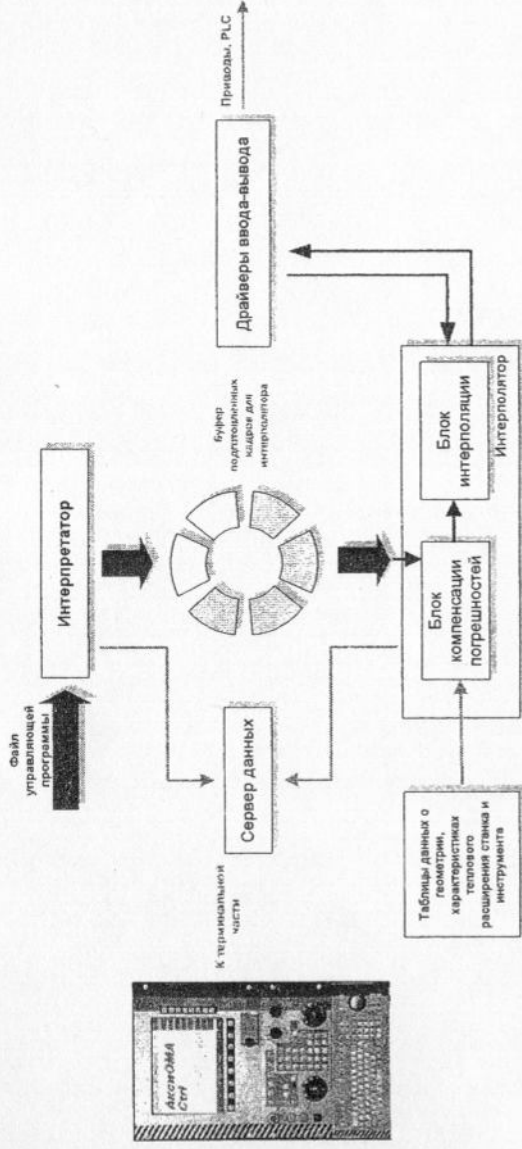 Файл
управляющей
программы
Интерпретатор
Буфер
подготовленных
кадров для
интерполятора
Приводы, PLC
Драйверы ввода-вывода
К терминальной
части
Сервер данных
АксиОМА
Ctrl
Таблицы данных о
геометрии,
характеристиках
теплового
расширения станка и
инструмента
Блок
компенсации
погрешностей
Блок
интерполяции
Интерполятор